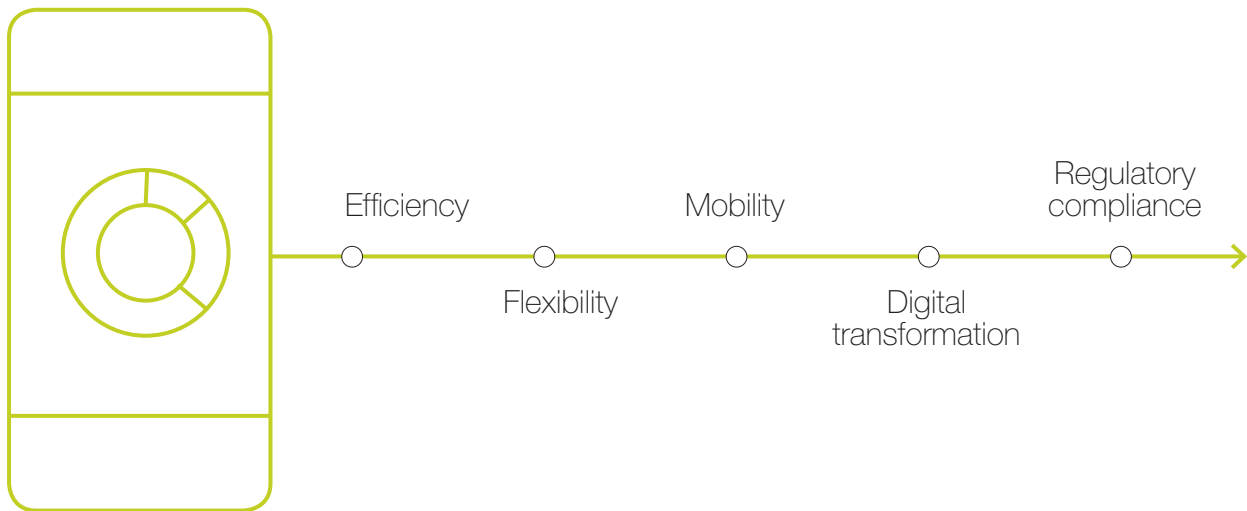 Efficiency
Flexibility
Mobility
Digital
transformation
Regulatory
compliance